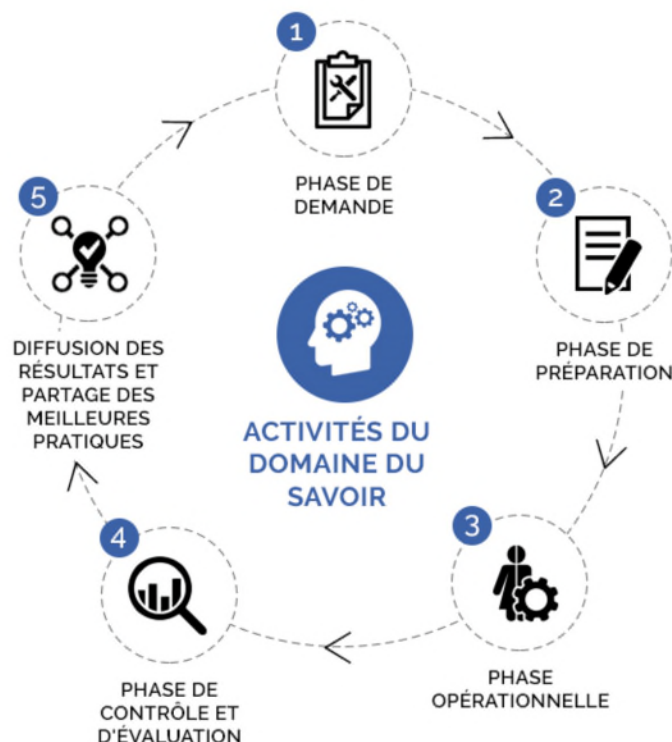 1
PHASE DE
DEMANDE
2
PHASE DE
PRÉPARATION
3
PHASE
OPÉRATIONNELLE
4
PHASE DE
CONTRÔLE ET
D'ÉVALUATION
5
DIFFUSION DES
RÉSULTATS ET
PARTAGE DES
MEILLEURES
PRATIQUES
ACTIVITÉS DU
DOMAINE DU
SAVOIR